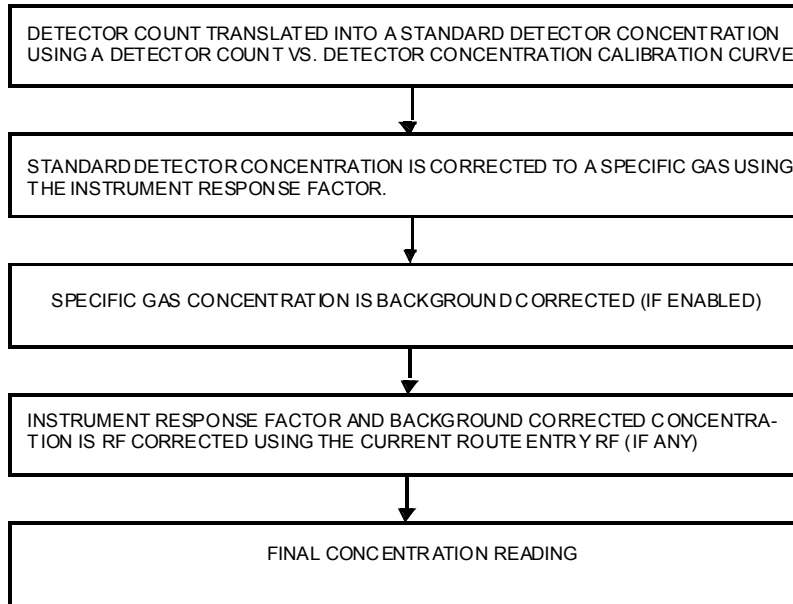 DETECTOR COUNT TRANSLATED INTO A STANDARD DETECTOR CONCENTRATION
USING A DETECTOR COUNT VS. DETECTOR CONCENTRATION CALIBRATION CURVE
STANDARD DETECTOR CONCENTRATION IS CORRECTED TO A SPECIFIC GAS USING
THE INSTRUMENT RESPONSE FACTOR.
SPECIFIC GAS CONCENTRATION IS BACKGROUND CORRECTED (IF ENABLED)
INSTRUMENT RESPONSE FACTOR AND BACKGROUND CORRECTED CONCENTRA-
TION IS RF CORRECTED USING THE CURRENT ROUTE ENTRY RF (IF ANY)
FINAL CONCENTRATION READING